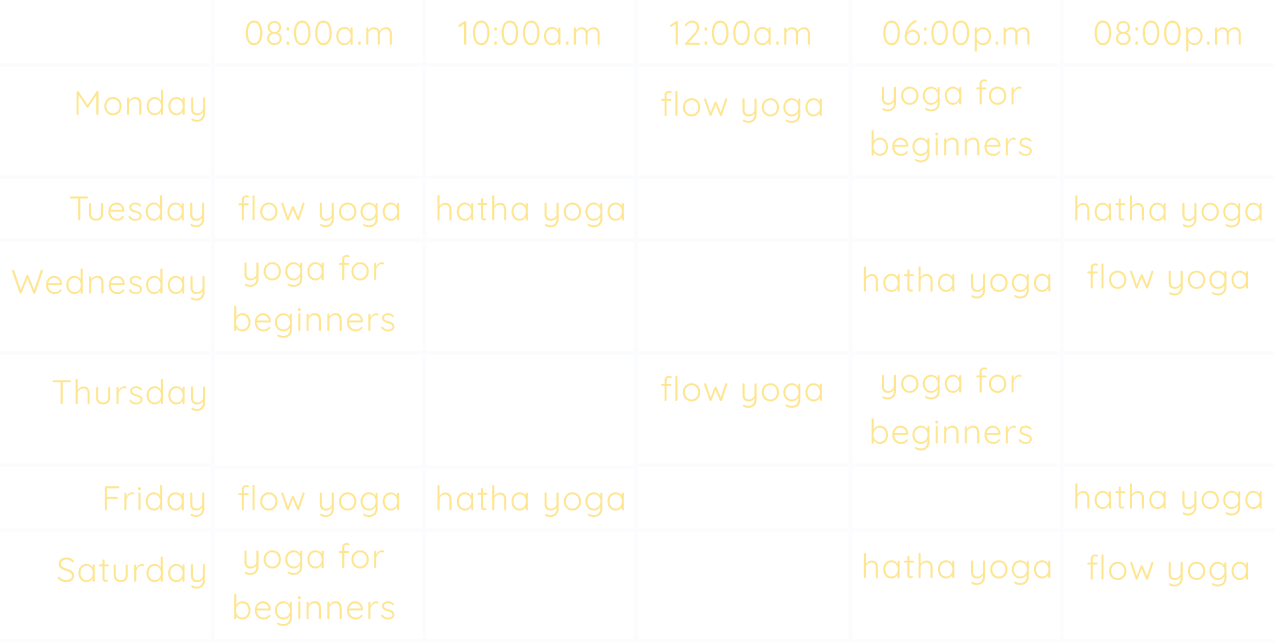 08:00a.m 10:00a.m 12:00a.m 06:00p.m 08:00p.m
Monday flow yoga yoga for beginners
Tuesday flow yoga hatha yoga hatha yoga
Wednesday yoga for beginners hatha yoga flow yoga
Thursday flow yoga yoga for beginners
Friday flow yoga hatha yoga hatha yoga
Saturday yoga for beginners hatha yoga flow yoga